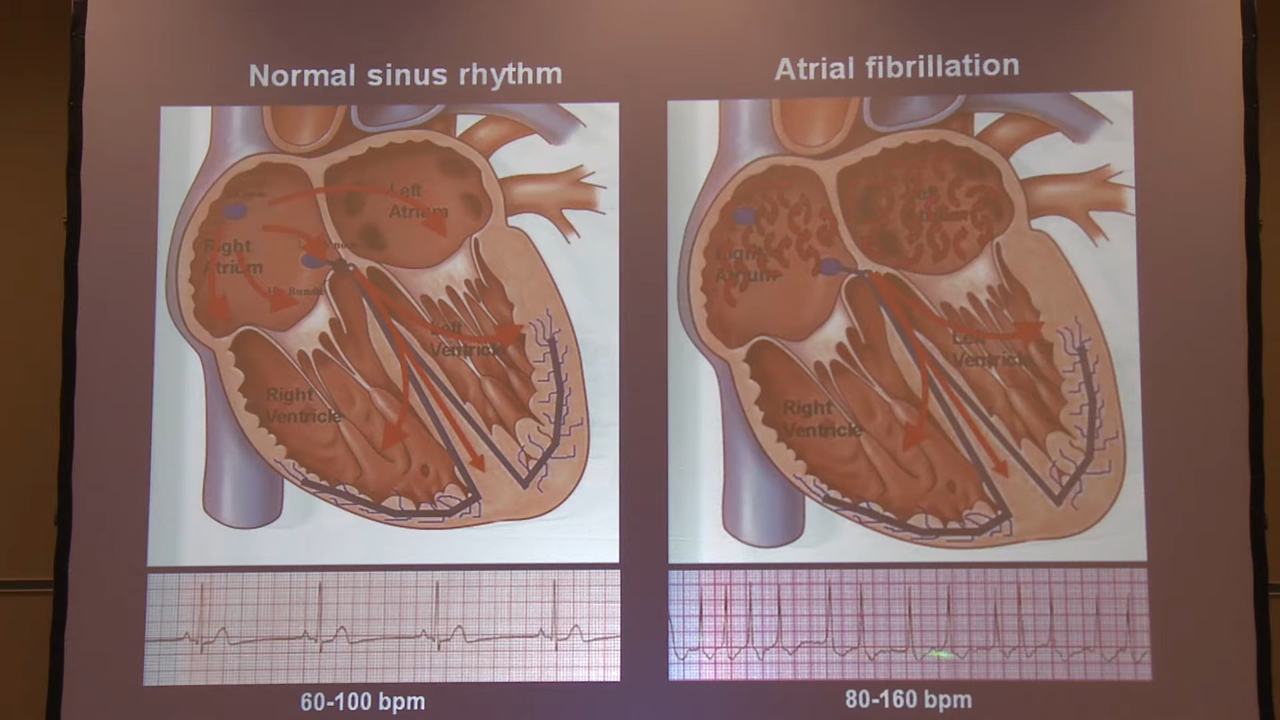 Normal sinus rhythm
Atrial fibrillation
Left
Atrium
Right
Atrium
Left
Ventricle
Right
Ventricle
60-100 bpm
Left
Right
Atrium
Left
Ventricle
Right
Ventricle
80-160 bpm